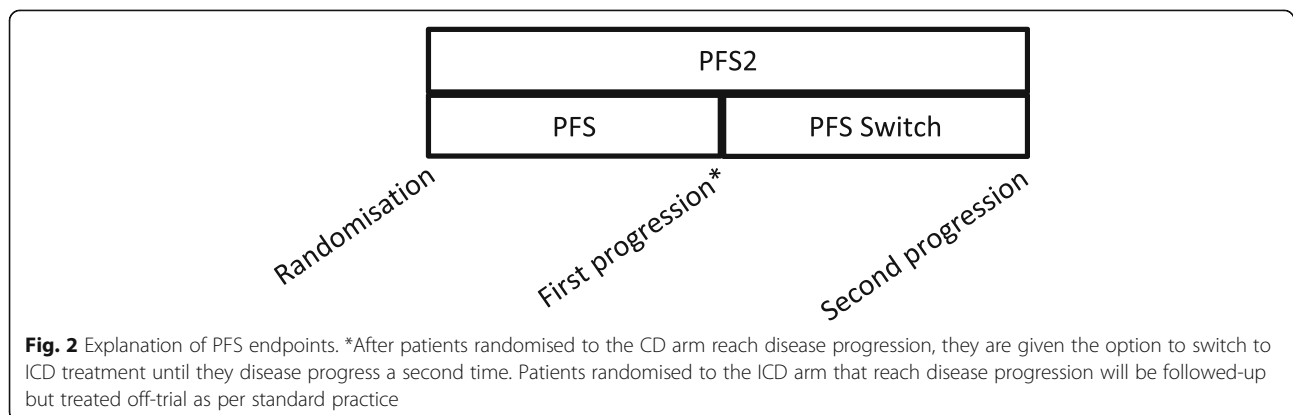 PFS2
PFS PFS Switch
Randomisation
First progression*
Second progression
Fig. 2 Explanation of PFS endpoints. *After patients randomised to the CD arm reach disease progression, they are given the option to switch to
ICD treatment until they disease progress a second time. Patients randomised to the ICD arm that reach disease progression will be followed-up
but treated off-trial as per standard practice